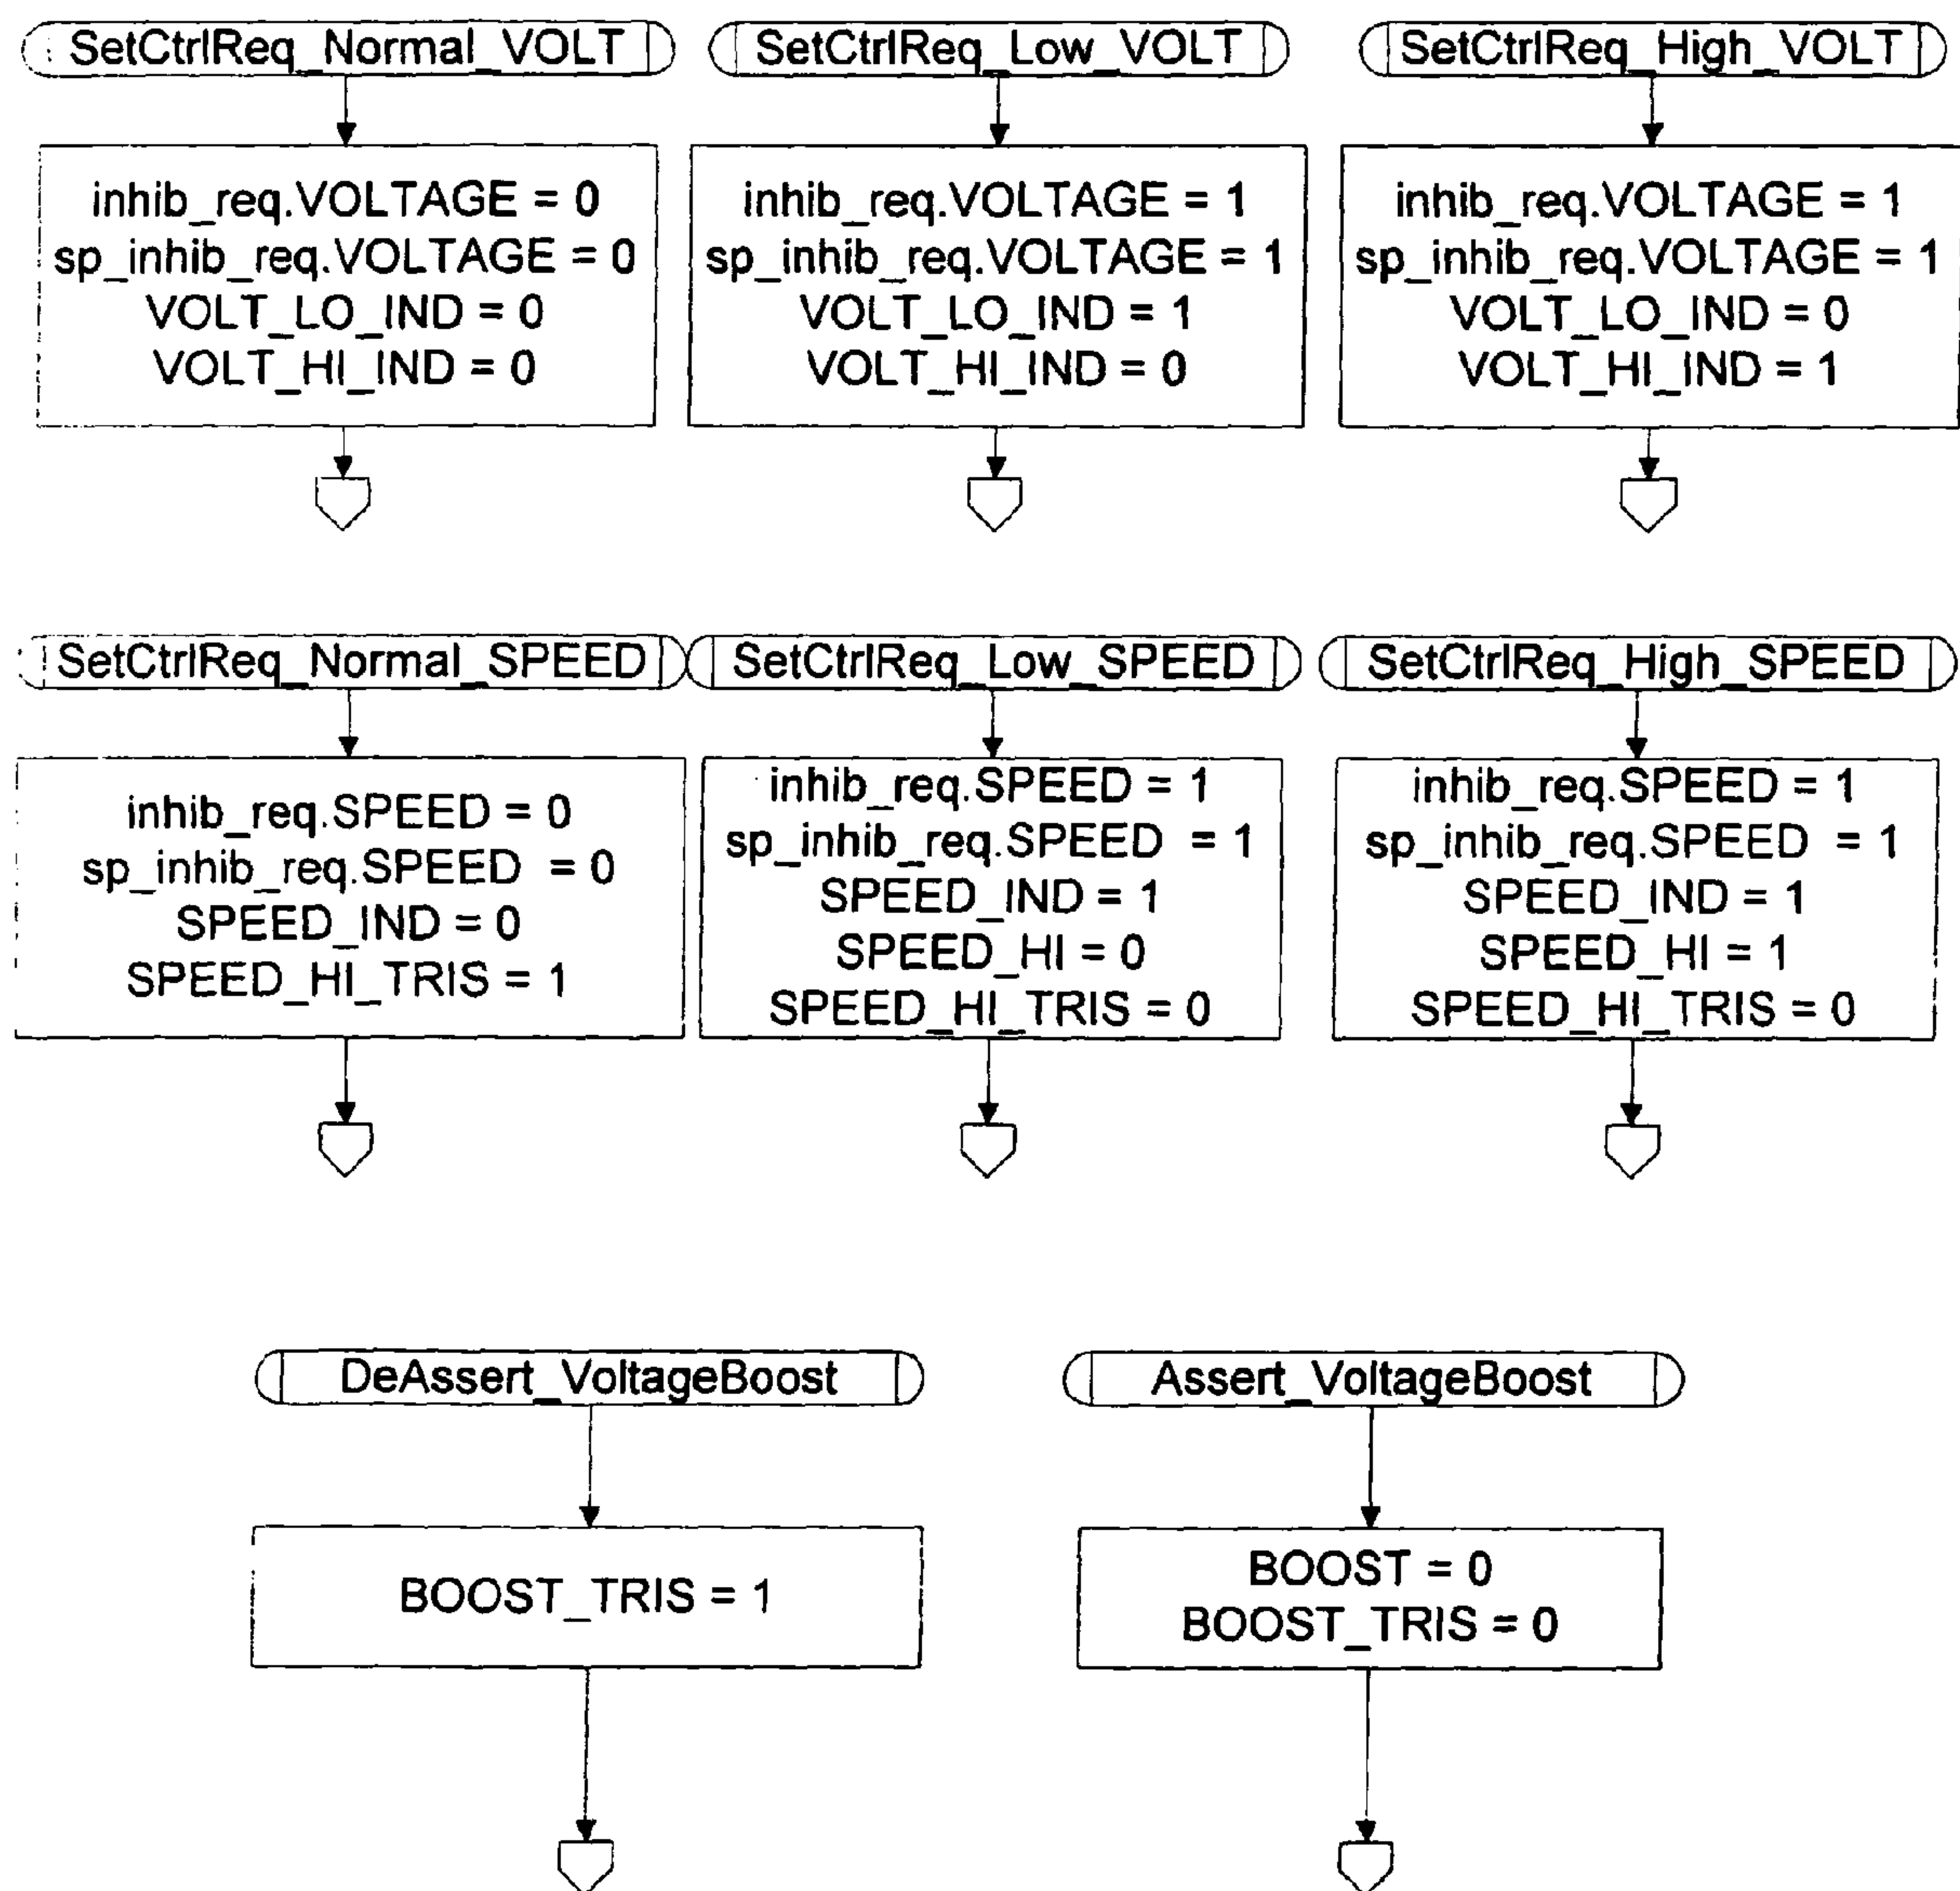 SetCtrlReq_Normal_VOLT
SetCtrlReq_Low_VOLT
SetCtrlReq_High_VOLT
inhib_req.VOLTAGE = 0
sp_inhib_req.VOLTAGE = 0
VOLT_LO_IND = 0
VOLT_HI_IND = 0
inhib_req.VOLTAGE = 1
sp_inhib_req.VOLTAGE = 1
VOLT_LO_IND = 1
VOLT_HI_IND = 0
inhib_req.VOLTAGE = 1
sp_inhib_req.VOLTAGE = 1
VOLT_LO_IND = 0
VOLT_HI_IND = 1
SetCtrlReq_Normal_SPEED
SetCtrlReq_Low_SPEED
SetCtrlReq_High_SPEED
inhib_req.SPEED = 0
sp_inhib_req.SPEED = 0
SPEED_IND = 0
SPEED_HI_TRIS = 1
inhib_req.SPEED = 1
sp_inhib_req.SPEED = 1
SPEED_IND = 1
SPEED_HI = 0
SPEED_HI_TRIS = 0
inhib_req.SPEED = 1
sp_inhib_req.SPEED = 1
SPEED_IND = 1
SPEED_HI = 1
SPEED_HI_TRIS = 0
DeAssert_VoltageBoost
Assert_VoltageBoost
BOOST_TRIS = 1
BOOST = 0
BOOST_TRIS = 0